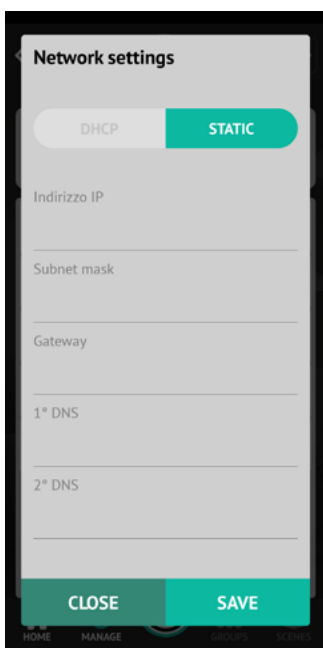 Network settings
DHCP STATIC
Indirizzo IP
Subnet mask
Gateway
1° DNS
2° DNS
CLOSE SAVE
HOME MANAGE GROUPS SCENES